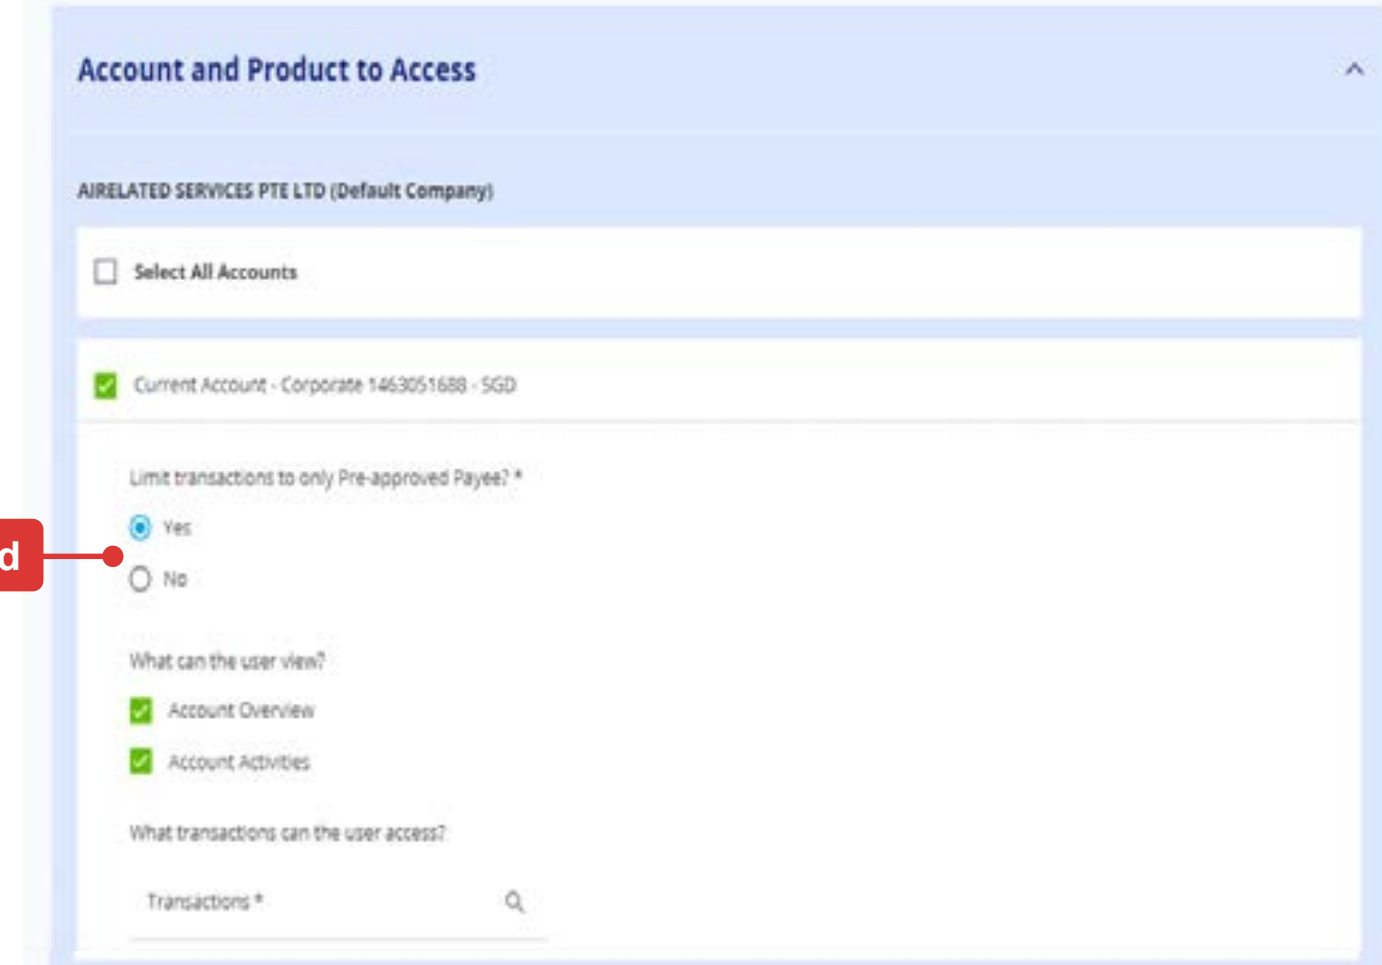 Account and Product to Access
AIRELATED SERVICES PTE LTD (Default Company)
Select All Accounts
Current Account - Corporate 1463051688 - SGD
Limit transactions to only Pre-approved Payee? *
Yes
d
No
What can the user view?
Account Overview
Account Activities
What transactions can the user access?
Transactions *